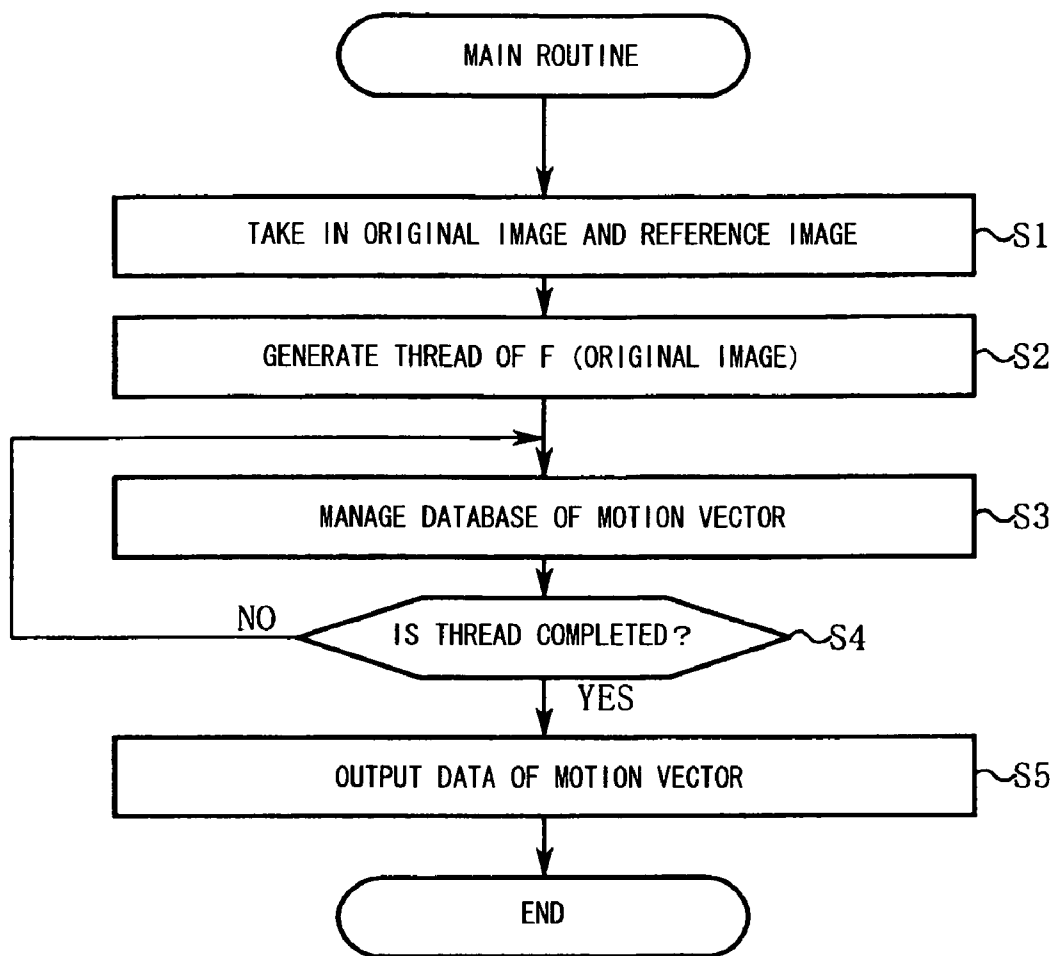 MAIN ROUTINE
TAKE IN ORIGINAL IMAGE AND REFERENCE IMAGE
S1
GENERATE THREAD OF F (ORIGINAL IMAGE)
S2
MANAGE DATABASE OF MOTION VECTOR
S3
NO
IS THREAD COMPLETED?
S4
YES
OUTPUT DATA OF MOTION VECTOR
S5
END